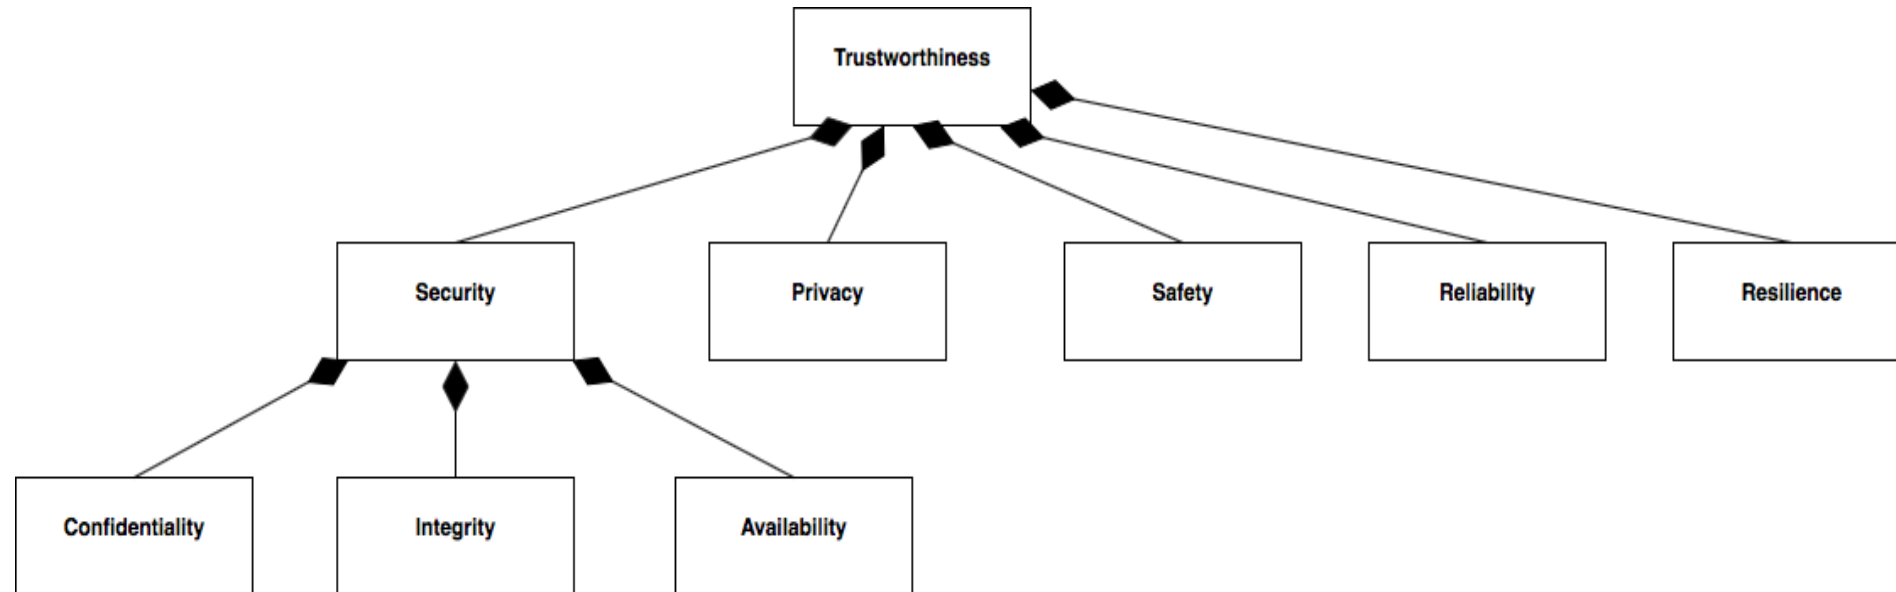 Trustworthiness
Security
Privacy
Safety
Reliability
Resilience
Confidentiality
Integrity
Availability